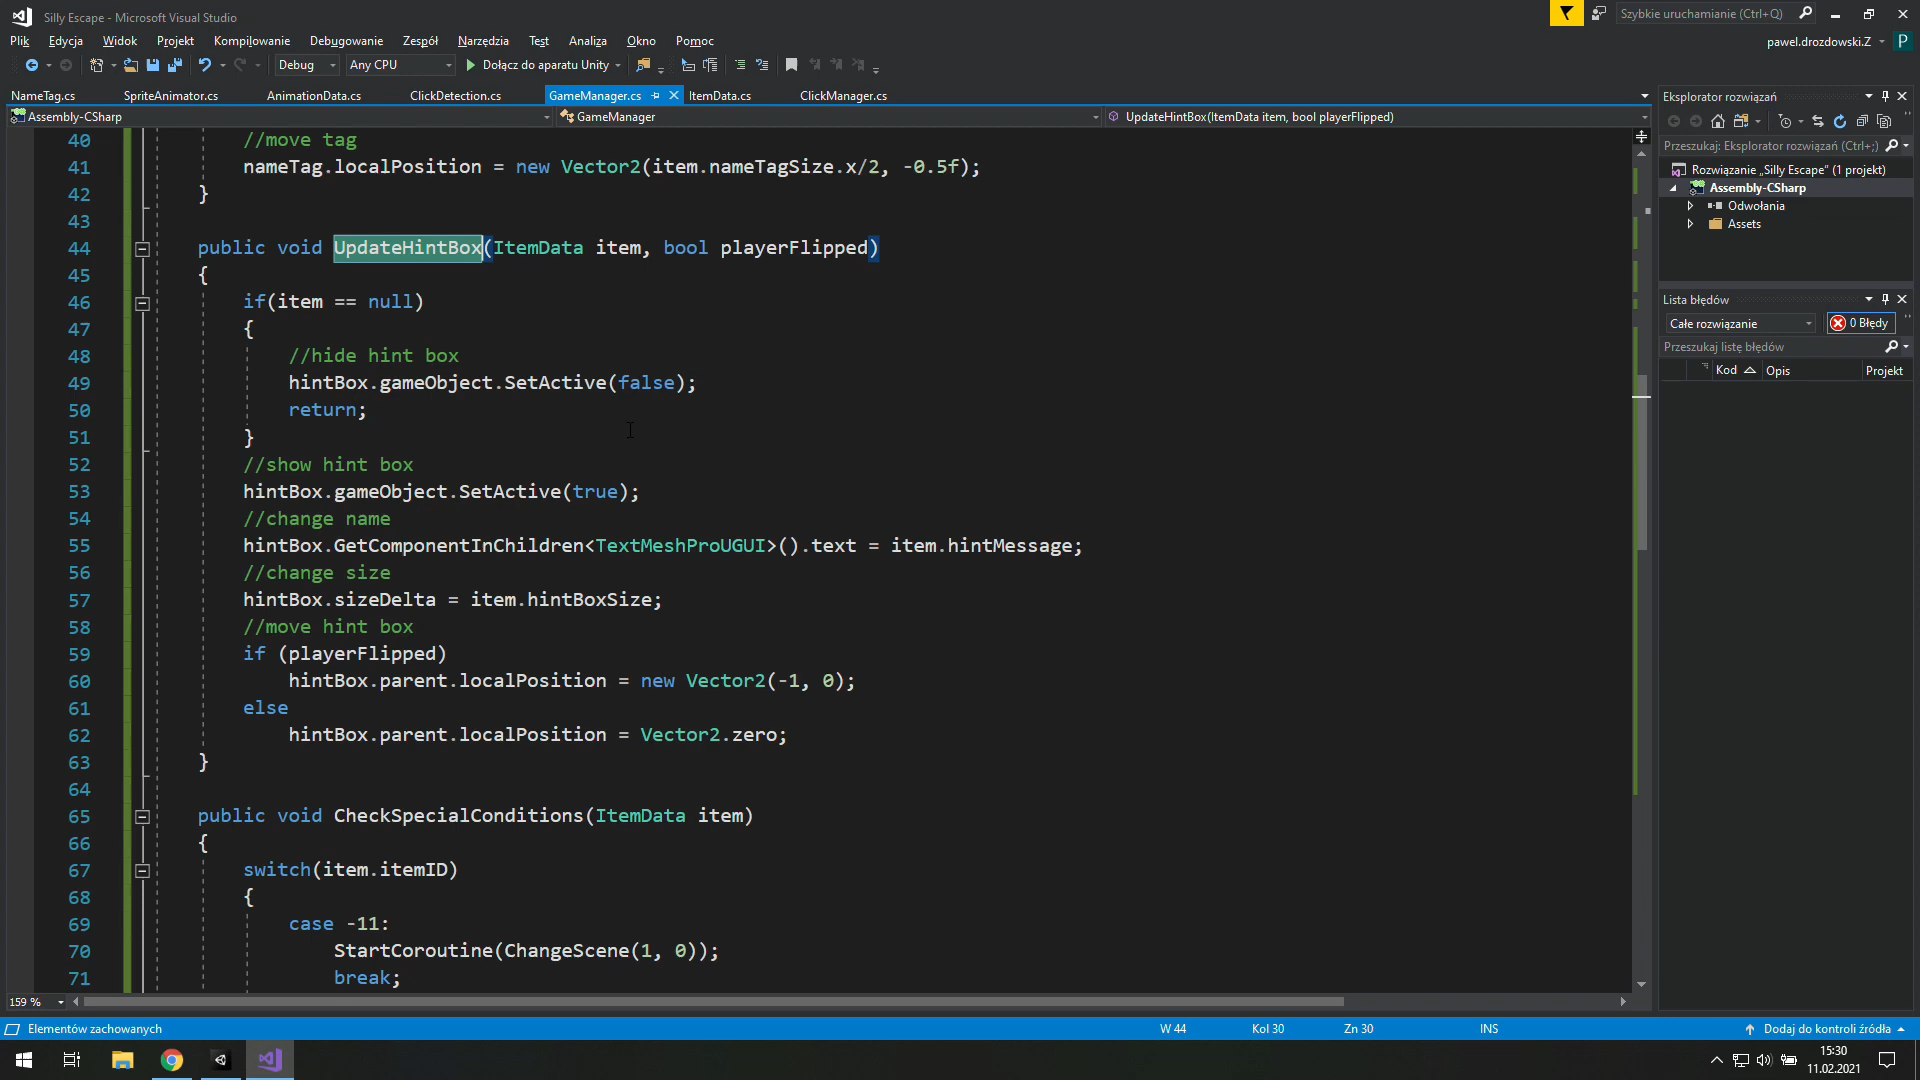 Silly Escape - Microsoft Visual Studio
Szybkie uruchamianie (Ctrl+Q)
Plik Edycja Widok Projekt Kompilowanie Debugowanie Zespół Narzędzia Test Analiza Okno Pomoc
pawel.drozdowski.Z P
Debug Any CPU Dołącz do aparatu Unity
NameTag.cs SpriteAnimator.cs AnimationData.cs ClickDetection.cs GameManager.cs ItemData.cs ClickManager.cs
Assembly-CSharp GameManager UpdateHintBox(ItemData item, bool playerFlipped)
40 //move tag
41 nameTag.localPosition = new Vector2(item.nameTagSize.x/2, -0.5f);
42 }
43
44 public void UpdateHintBox(ItemData item, bool playerFlipped)
45 {
46 if(item == null)
47 {
48 //hide hint box
49 hintBox.gameObject.SetActive(false);
50 return;
51 }
52 //show hint box
53 hintBox.gameObject.SetActive(true);
54 //change name
55 hintBox.GetComponentInChildren<TextMeshProUGUI>().text = item.hintMessage;
56 //change size
57 hintBox.sizeDelta = item.hintBoxSize;
58 //move hint box
59 if (playerFlipped)
60 hintBox.parent.localPosition = new Vector2(-1, 0);
61 else
62 hintBox.parent.localPosition = Vector2.zero;
63 }
64
65 public void CheckSpecialConditions(ItemData item)
66 {
67 switch(item.itemID)
68 {
69 case -11:
70 StartCoroutine(ChangeScene(1, 0));
71 break;
159 %
Eksplorator rozwiązań
Przeszukaj: Eksplorator rozwiązań (Ctrl+;)
Rozwiązanie „Silly Escape” (1 projekt)
Assembly-CSharp
Odwołania
Assets
Lista błędów
Całe rozwiązanie 0 Błędy
Przeszukaj listę błędów
Kod Opis Projekt
Elementów zachowanych W 44 Kol 30 Zn 30 INS Dodaj do kontroli źródła
15:30
11.02.2021